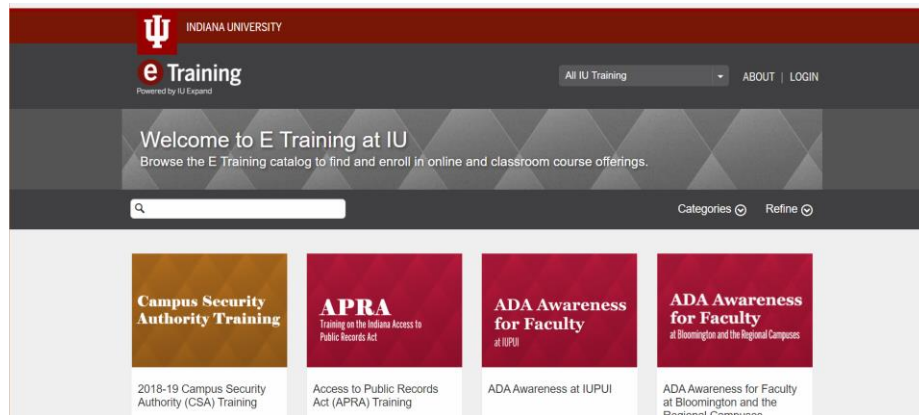 INDIANA UNIVERSITY
e Training
Powered by IU Expand
All IU Training
ABOUT | LOGIN
Welcome to E Training at IU
Browse the E Training catalog to find and enroll in online and classroom course offerings.
Categories
Refine
Campus Security
Authority Training
APRA
Training on the Indiana Access to
Public Records Act
ADA Awareness
for Faculty
at IUPUI
ADA Awareness
for Faculty
at Bloomington and the Regional Campuses
2018-19 Campus Security
Authority (CSA) Training
Access to Public Records
Act (APRA) Training
ADA Awareness at IUPUI
ADA Awareness for Faculty
at Bloomington and the
Regional Campuses